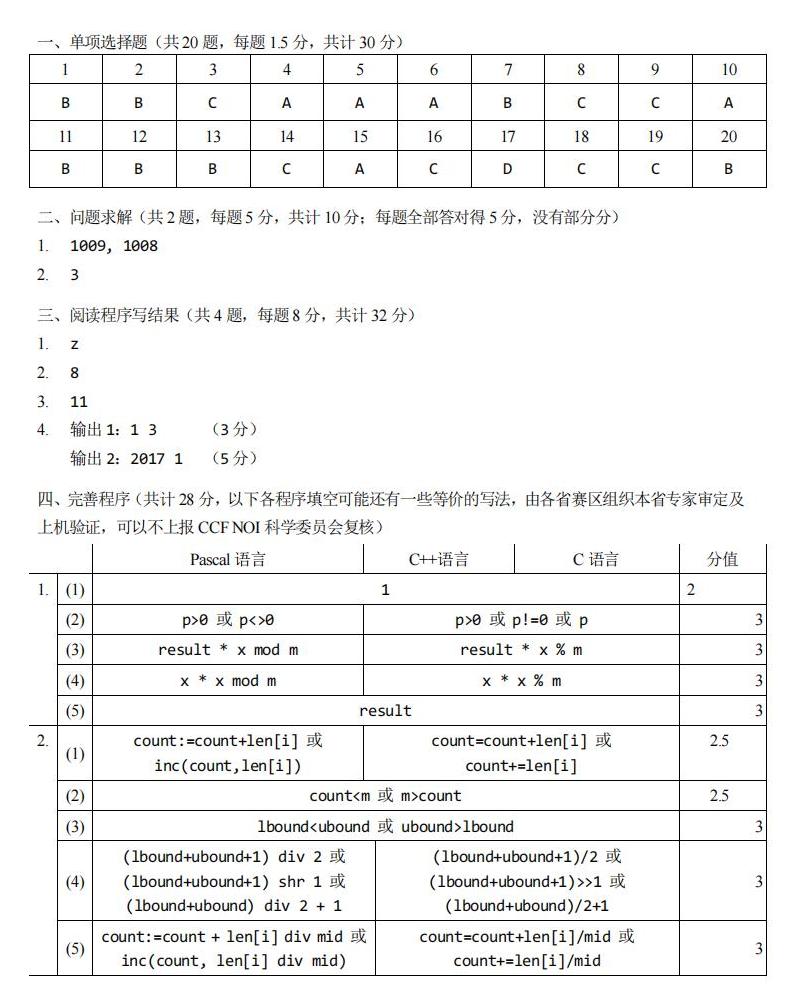 一、单项选择题（共 20 题，每题 1.5 分，共计 30 分）
1 2 3 4 5 6 7 8 9 10
B B C A A A B C C A
11 12 13 14 15 16 17 18 19 20
B B B C A C D C C B
二、问题求解（共 2 题，每题 5 分，共计 10 分；每题全部答对得 5 分，没有部分分）
1. 1009, 1008
2. 3
三、阅读程序写结果（共 4 题，每题 8 分，共计 32 分）
1. z
2. 8
3. 11
4. 输出 1：1 3 （3 分）
输出 2：2017 1 （5 分）
四、完善程序（共计 28 分，以下各程序填空可能还有一些等价的写法，由各省赛区组织本省专家审定及
上机验证，可以不上报 CCF NOI 科学委员会复核）
Pascal 语言 C++语言 C 语言 分值
1. (1) 1 2
(2) p>0 或 p<>0 p>0 或 p!=0 或 p 3
(3) result * x mod m result * x % m 3
(4) x * x mod m x * x % m 3
(5) result 3
2. (1) count:=count+len[i] 或 count=count+len[i] 或 2.5
inc(count,len[i]) count+=len[i]
(2) count<m 或 m>count 2.5
(3) lbound<ubound 或 ubound>lbound 3
(lbound+ubound+1) div 2 或 (lbound+ubound+1)/2 或
(4) (lbound+ubound+1) shr 1 或 (lbound+ubound+1)>>1 或 3
(lbound+ubound) div 2 + 1 (lbound+ubound)/2+1
(5) count:=count + len[i] div mid 或 count=count+len[i]/mid 或 3
inc(count, len[i] div mid) count+=len[i]/mid